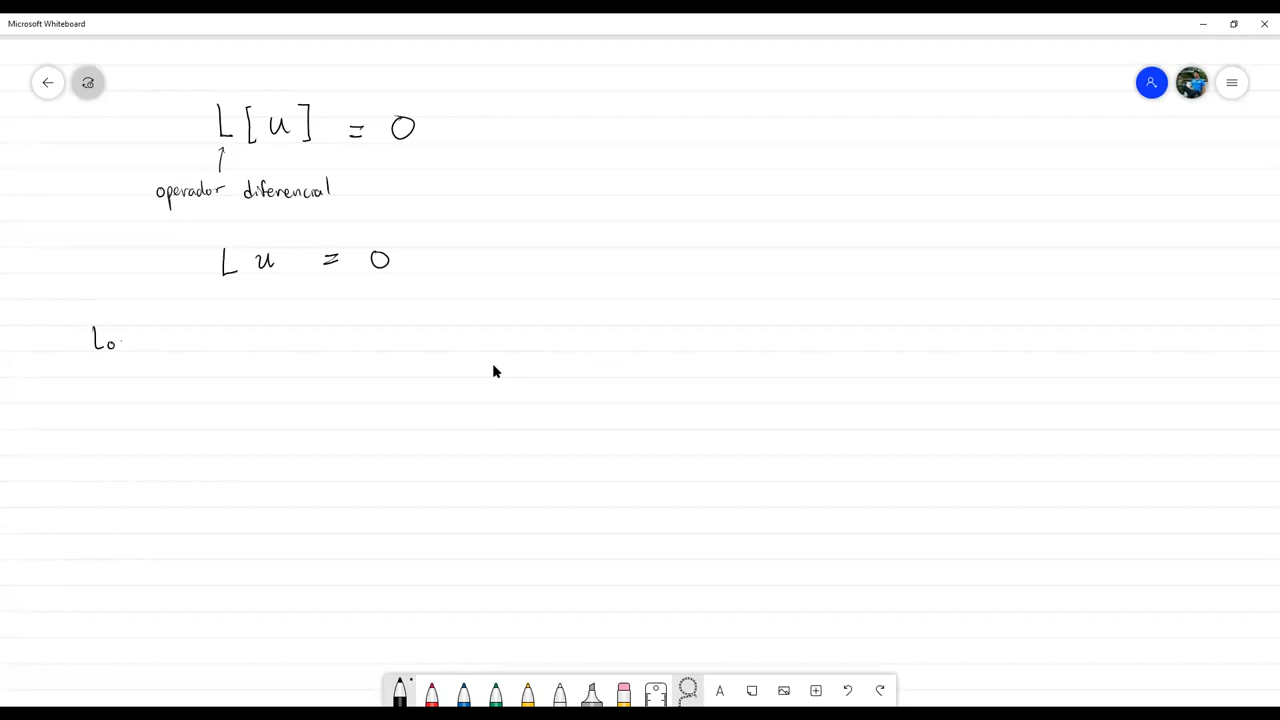 Microsoft Whiteboard
L[u] = 0
↑
operador diferencial
L u = 0
Lo
A